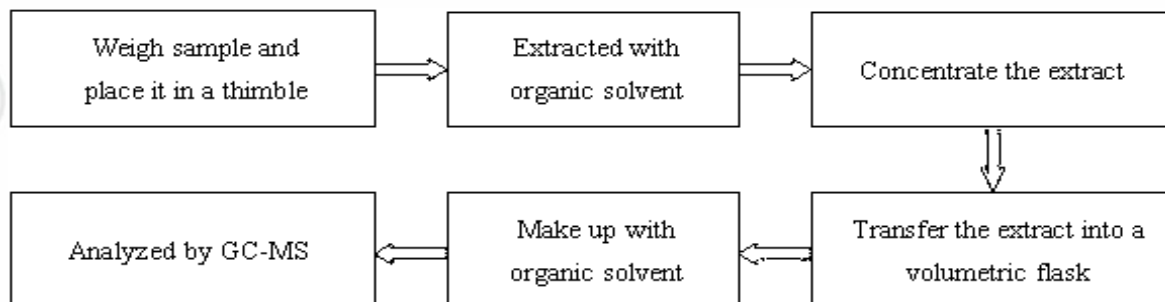 Weigh sample and
place it in a thimble
Extracted with
organic solvent
Concentrate the extract
Transfer the extract into a
volumetric flask
Make up with
organic solvent
Analyzed by GC-MS